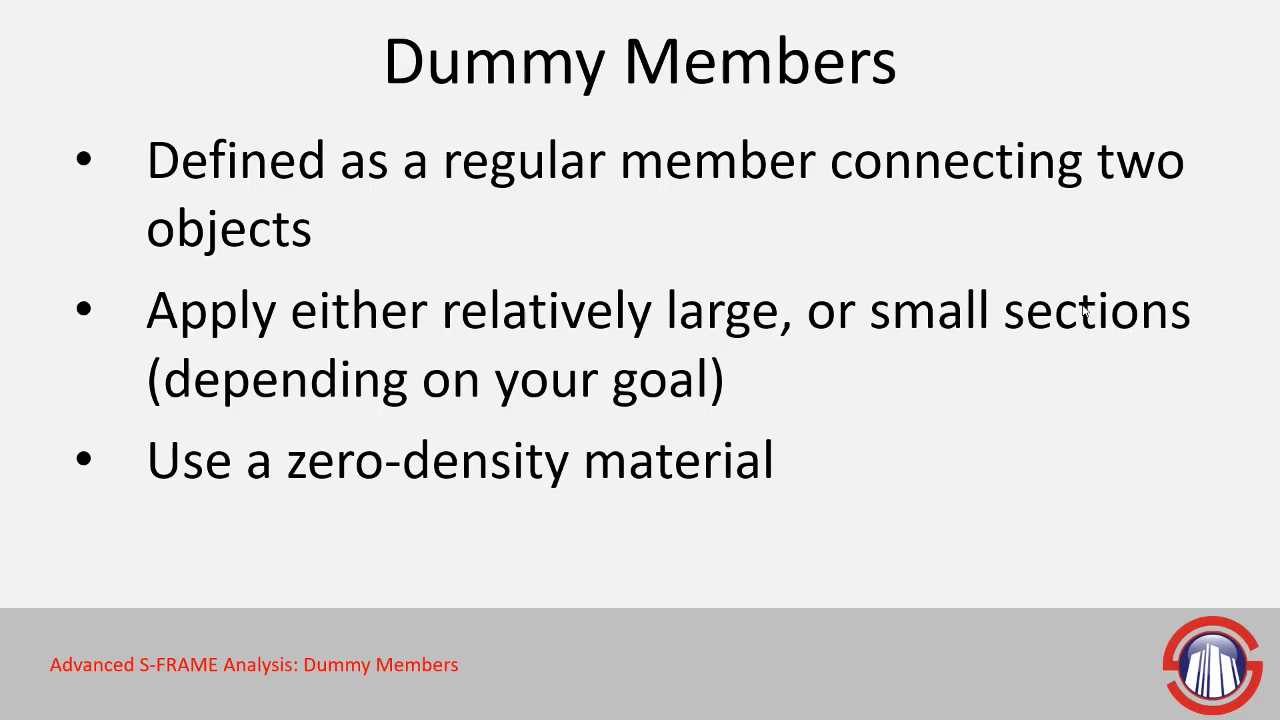 Dummy Members
• Defined as a regular member connecting two
objects
• Apply either relatively large, or small sections
(depending on your goal)
• Use a zero-density material
Advanced S-FRAME Analysis: Dummy Members